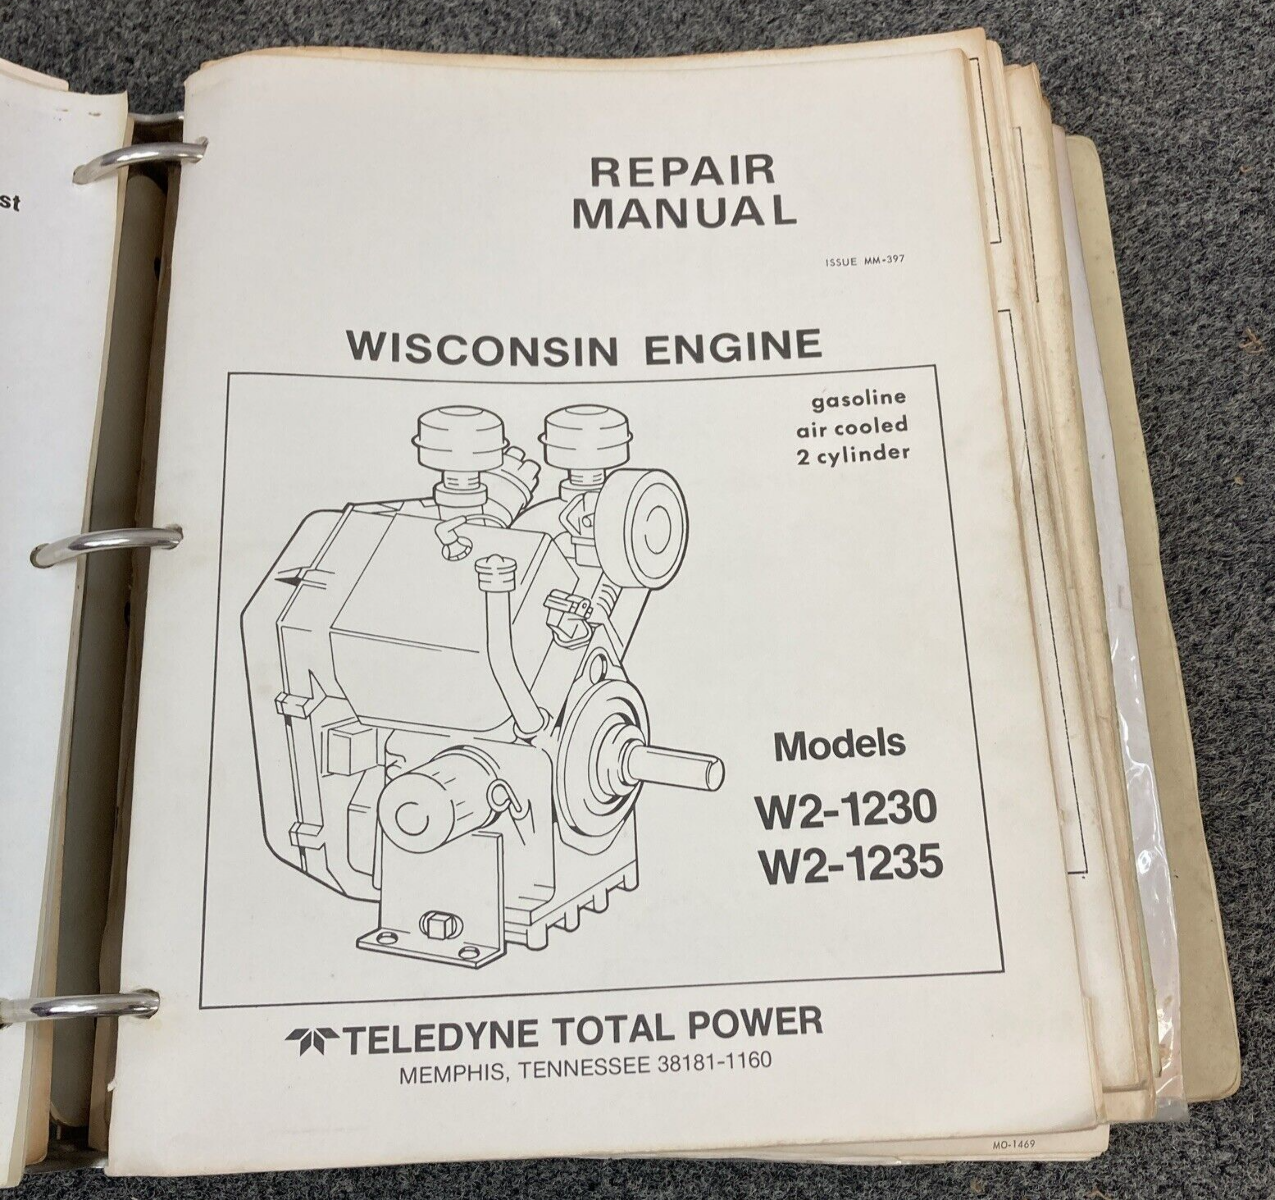 st
REPAIR
MANUAL
ISSUE MM-397
WISCONSIN ENGINE
gasoline
air cooled
2 cylinder
Models
W2-1230
W2-1235
TELEDYNE TOTAL POWER
MEMPHIS, TENNESSEE 38181-1160
MO-1469